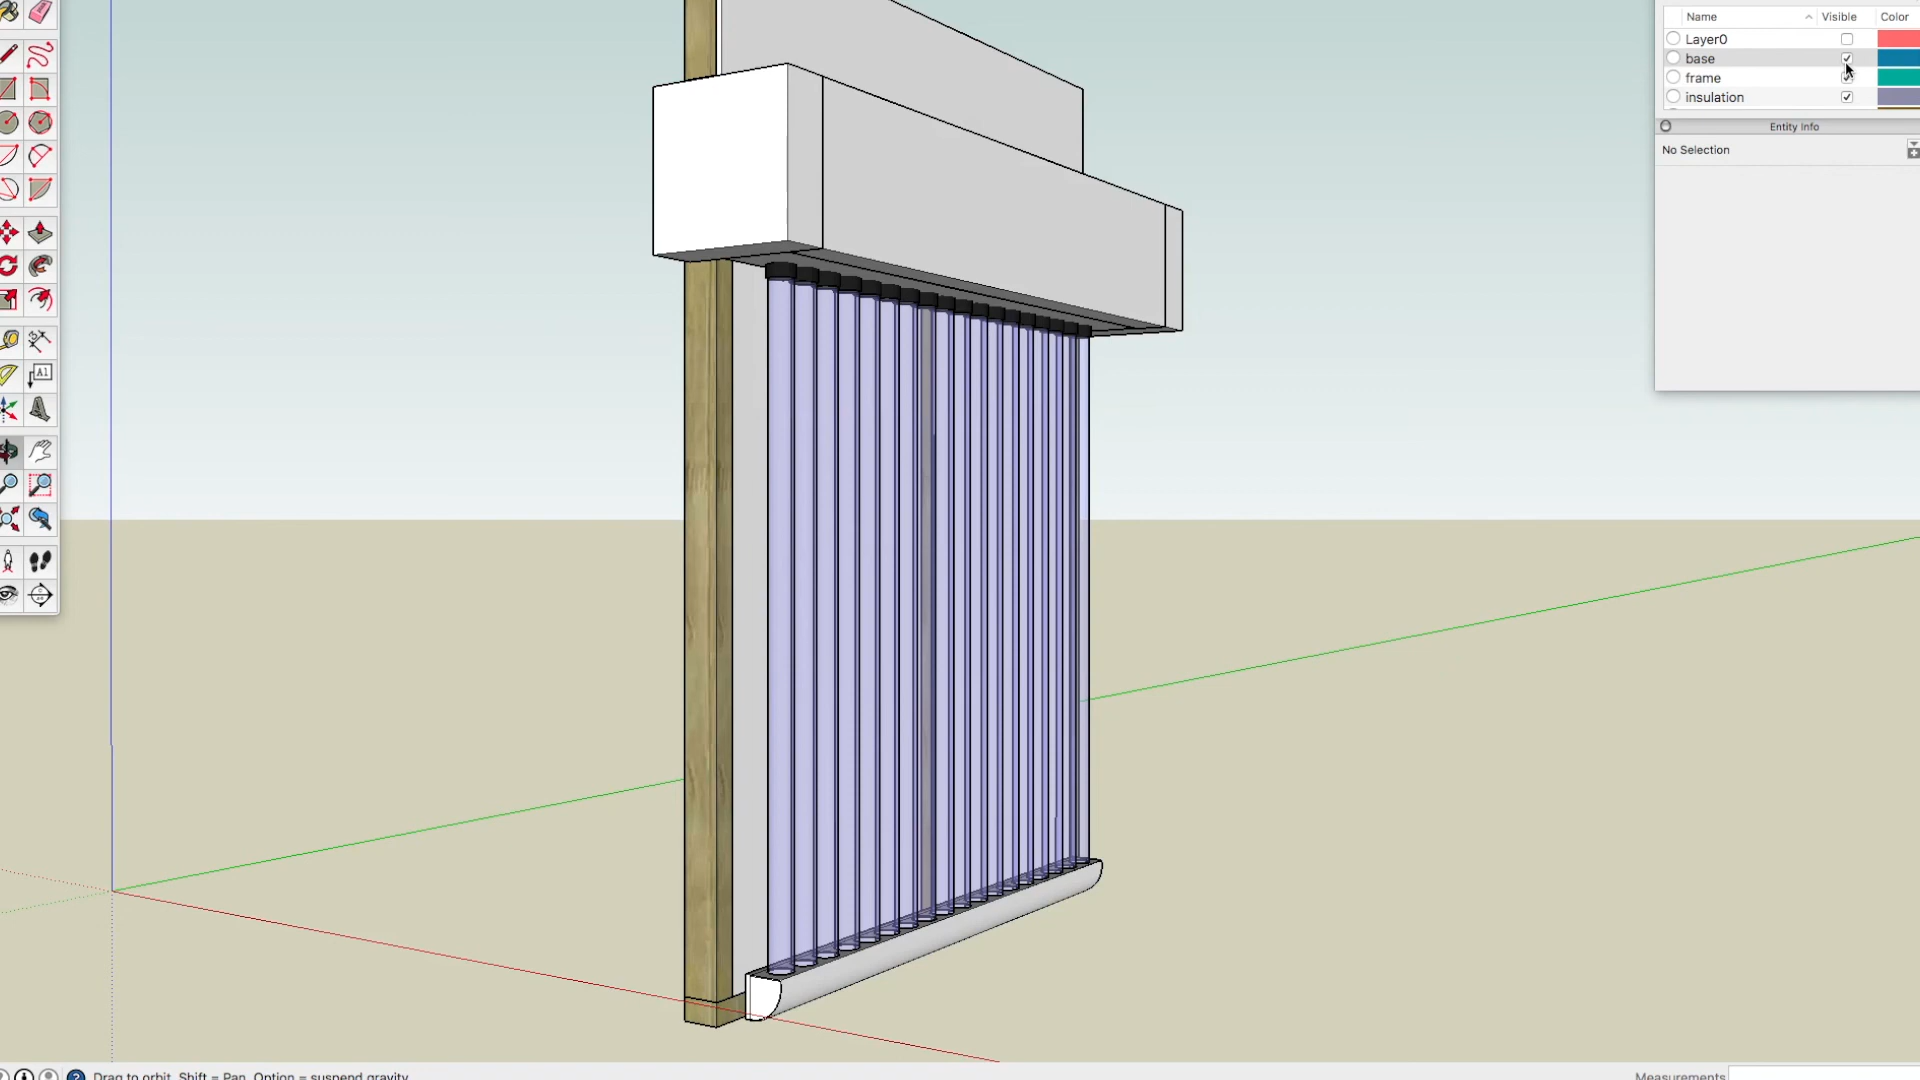 Name Visible Color
Layer0
base
frame
insulation
Entity Info
No Selection
A1
Drag to orbit. Shift = Pan, Option = suspend gravity
Measurements